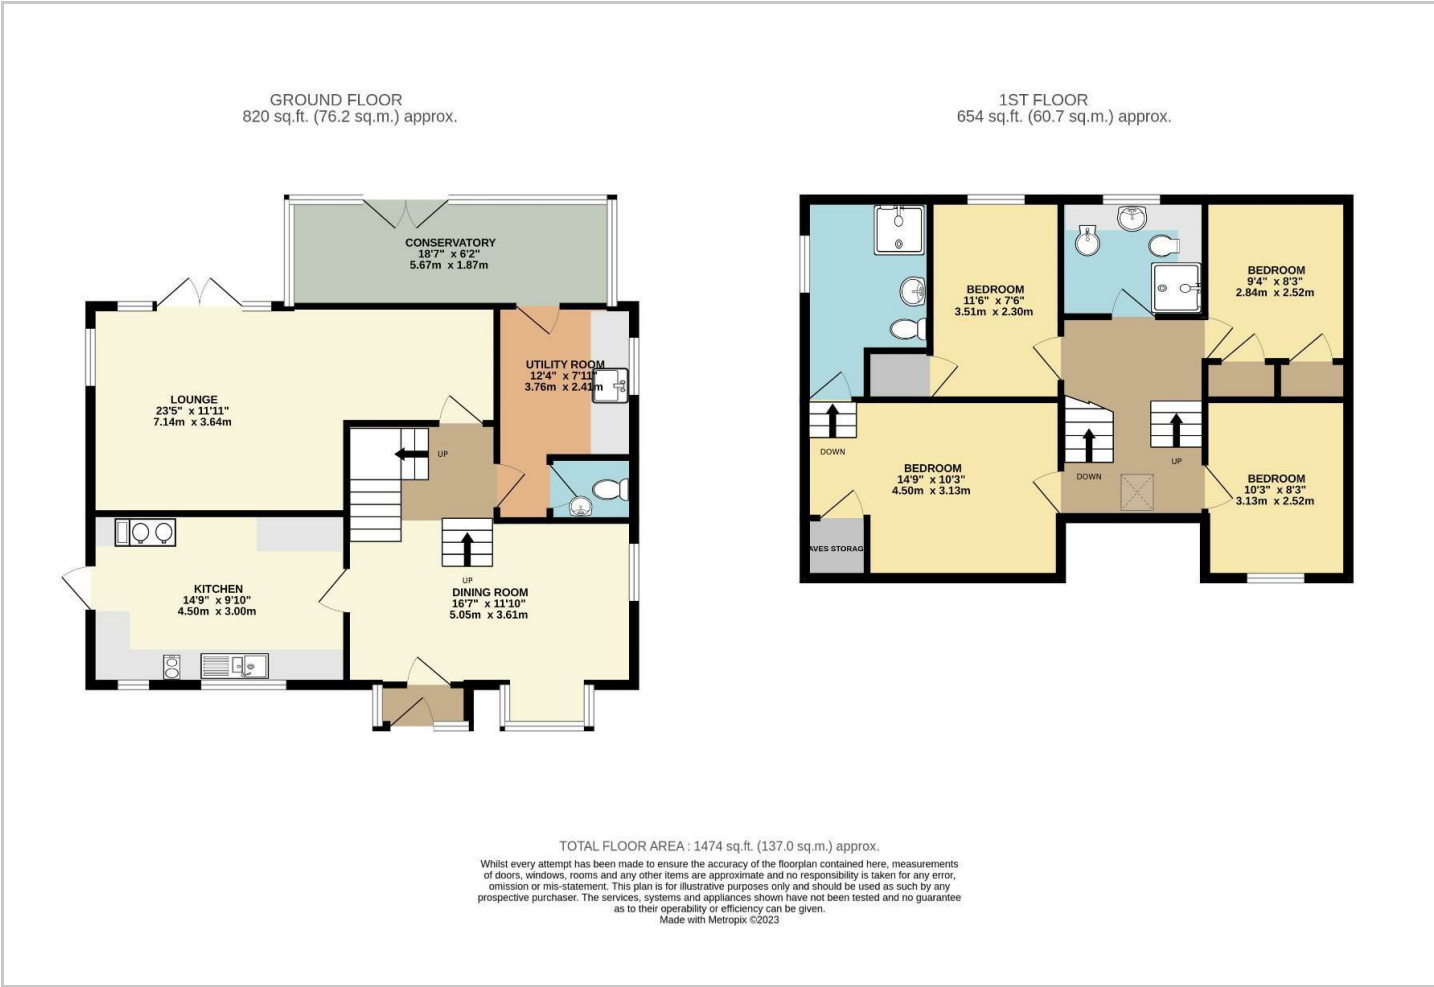 GROUND FLOOR
820 sq.ft. (76.2 sq.m.) approx.
CONSERVATORY
18'7" x 6'2"
5.67m x 1.87m
UTILITY ROOM
12'4" x 7'11"
3.76m x 2.41m
LOUNGE
23'5" x 11'11"
7.14m x 3.64m
UP
KITCHEN
14'9" x 9'10"
4.50m x 3.00m
UP
DINING ROOM
16'7" x 11'10"
5.05m x 3.61m
1ST FLOOR
654 sq.ft. (60.7 sq.m.) approx.
BEDROOM
11'6" x 7'6"
3.51m x 2.30m
BEDROOM
9'4" x 8'3"
2.84m x 2.52m
DOWN
BEDROOM
14'9" x 10'3"
4.50m x 3.13m
DOWN
UP
BEDROOM
10'3" x 8'3"
3.13m x 2.52m
AVES STORAG
TOTAL FLOOR AREA : 1474 sq.ft. (137.0 sq.m.) approx.
Whilst every attempt has been made to ensure the accuracy of the floorplan contained here, measurements
of doors, windows, rooms and any other items are approximate and no responsibility is taken for any error,
omission or mis-statement. This plan is for illustrative purposes only and should be used as such by any
prospective purchaser. The services, systems and appliances shown have not been tested and no guarantee
as to their operability or efficiency can be given.
Made with Metropix ©2023